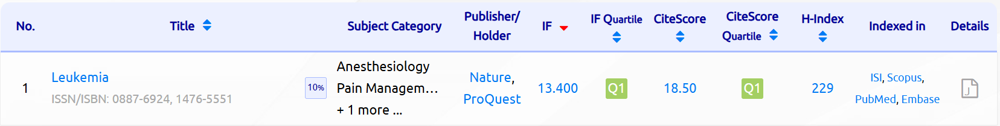 No. Title Subject Category Publisher/ Holder IF IF Quartile CiteScore CiteScore Quartile H-Index Indexed in Details
1 Leukemia
ISSN/ISBN: 0887-6924, 1476-5551
10%
Anesthesiology
Pain Managem...
+ 1 more ...
Nature,
ProQuest
13.400
Q1
18.50
Q1
229
ISI, Scopus,
PubMed, Embase
J